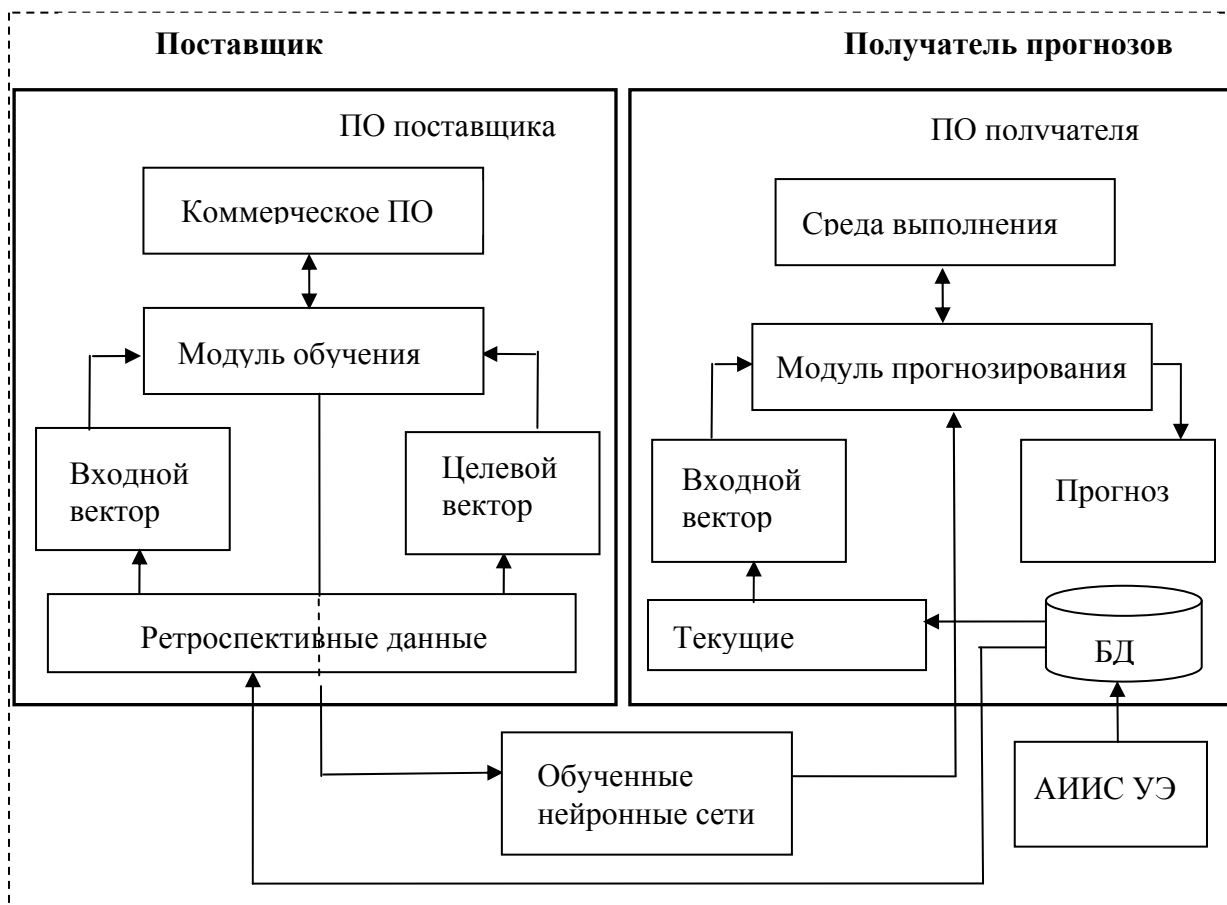 Поставщик
Получатель прогнозов
ПО поставщика
ПО получателя
Коммерческое ПО
Среда выполнения
Модуль обучения
Модуль прогнозирования
Входной
вектор
Целевой
вектор
Входной
вектор
Прогноз
Ретроспективные данные
Текущие
БД
Обученные
нейронные сети
АИИС УЭ